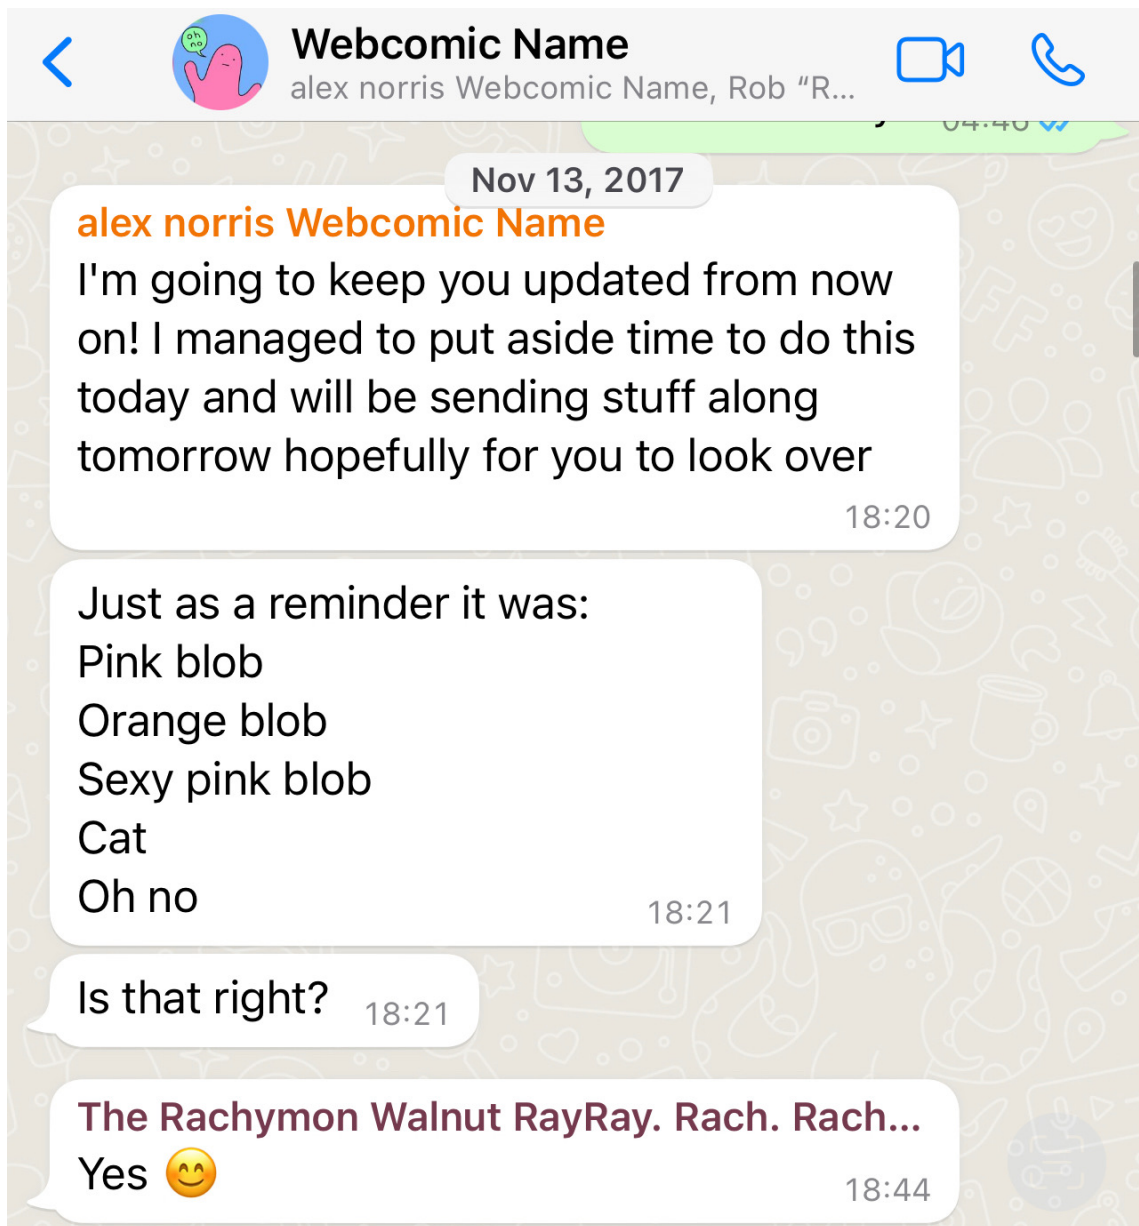 Webcomic Name
alex norris Webcomic Name, Rob “R...
oh
no
04:46
Nov 13, 2017
alex norris Webcomic Name
I'm going to keep you updated from now
on! I managed to put aside time to do this
today and will be sending stuff along
tomorrow hopefully for you to look over
18:20
Just as a reminder it was:
Pink blob
Orange blob
Sexy pink blob
Cat
Oh no
18:21
Is that right? 18:21
The Rachymon Walnut RayRay. Rach. Rach...
Yes 😊
18:44